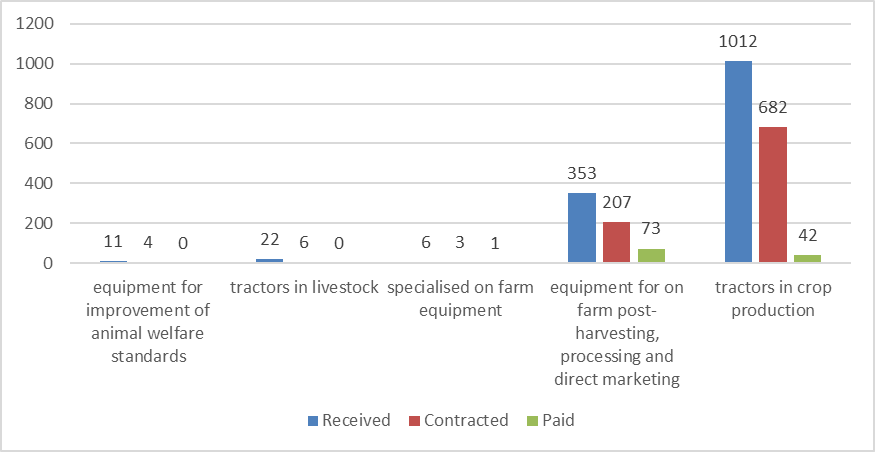 1200
1000
800
600
400
200
0
11 4 0
22 6 0
6 3 1
353 207 73
1012 682 42
equipment for
improvement of
animal welfare
standards
tractors in livestock
specialised on farm
equipment
equipment for on
farm post-
harvesting,
processing and
direct marketing
tractors in crop
production
Received Contracted Paid